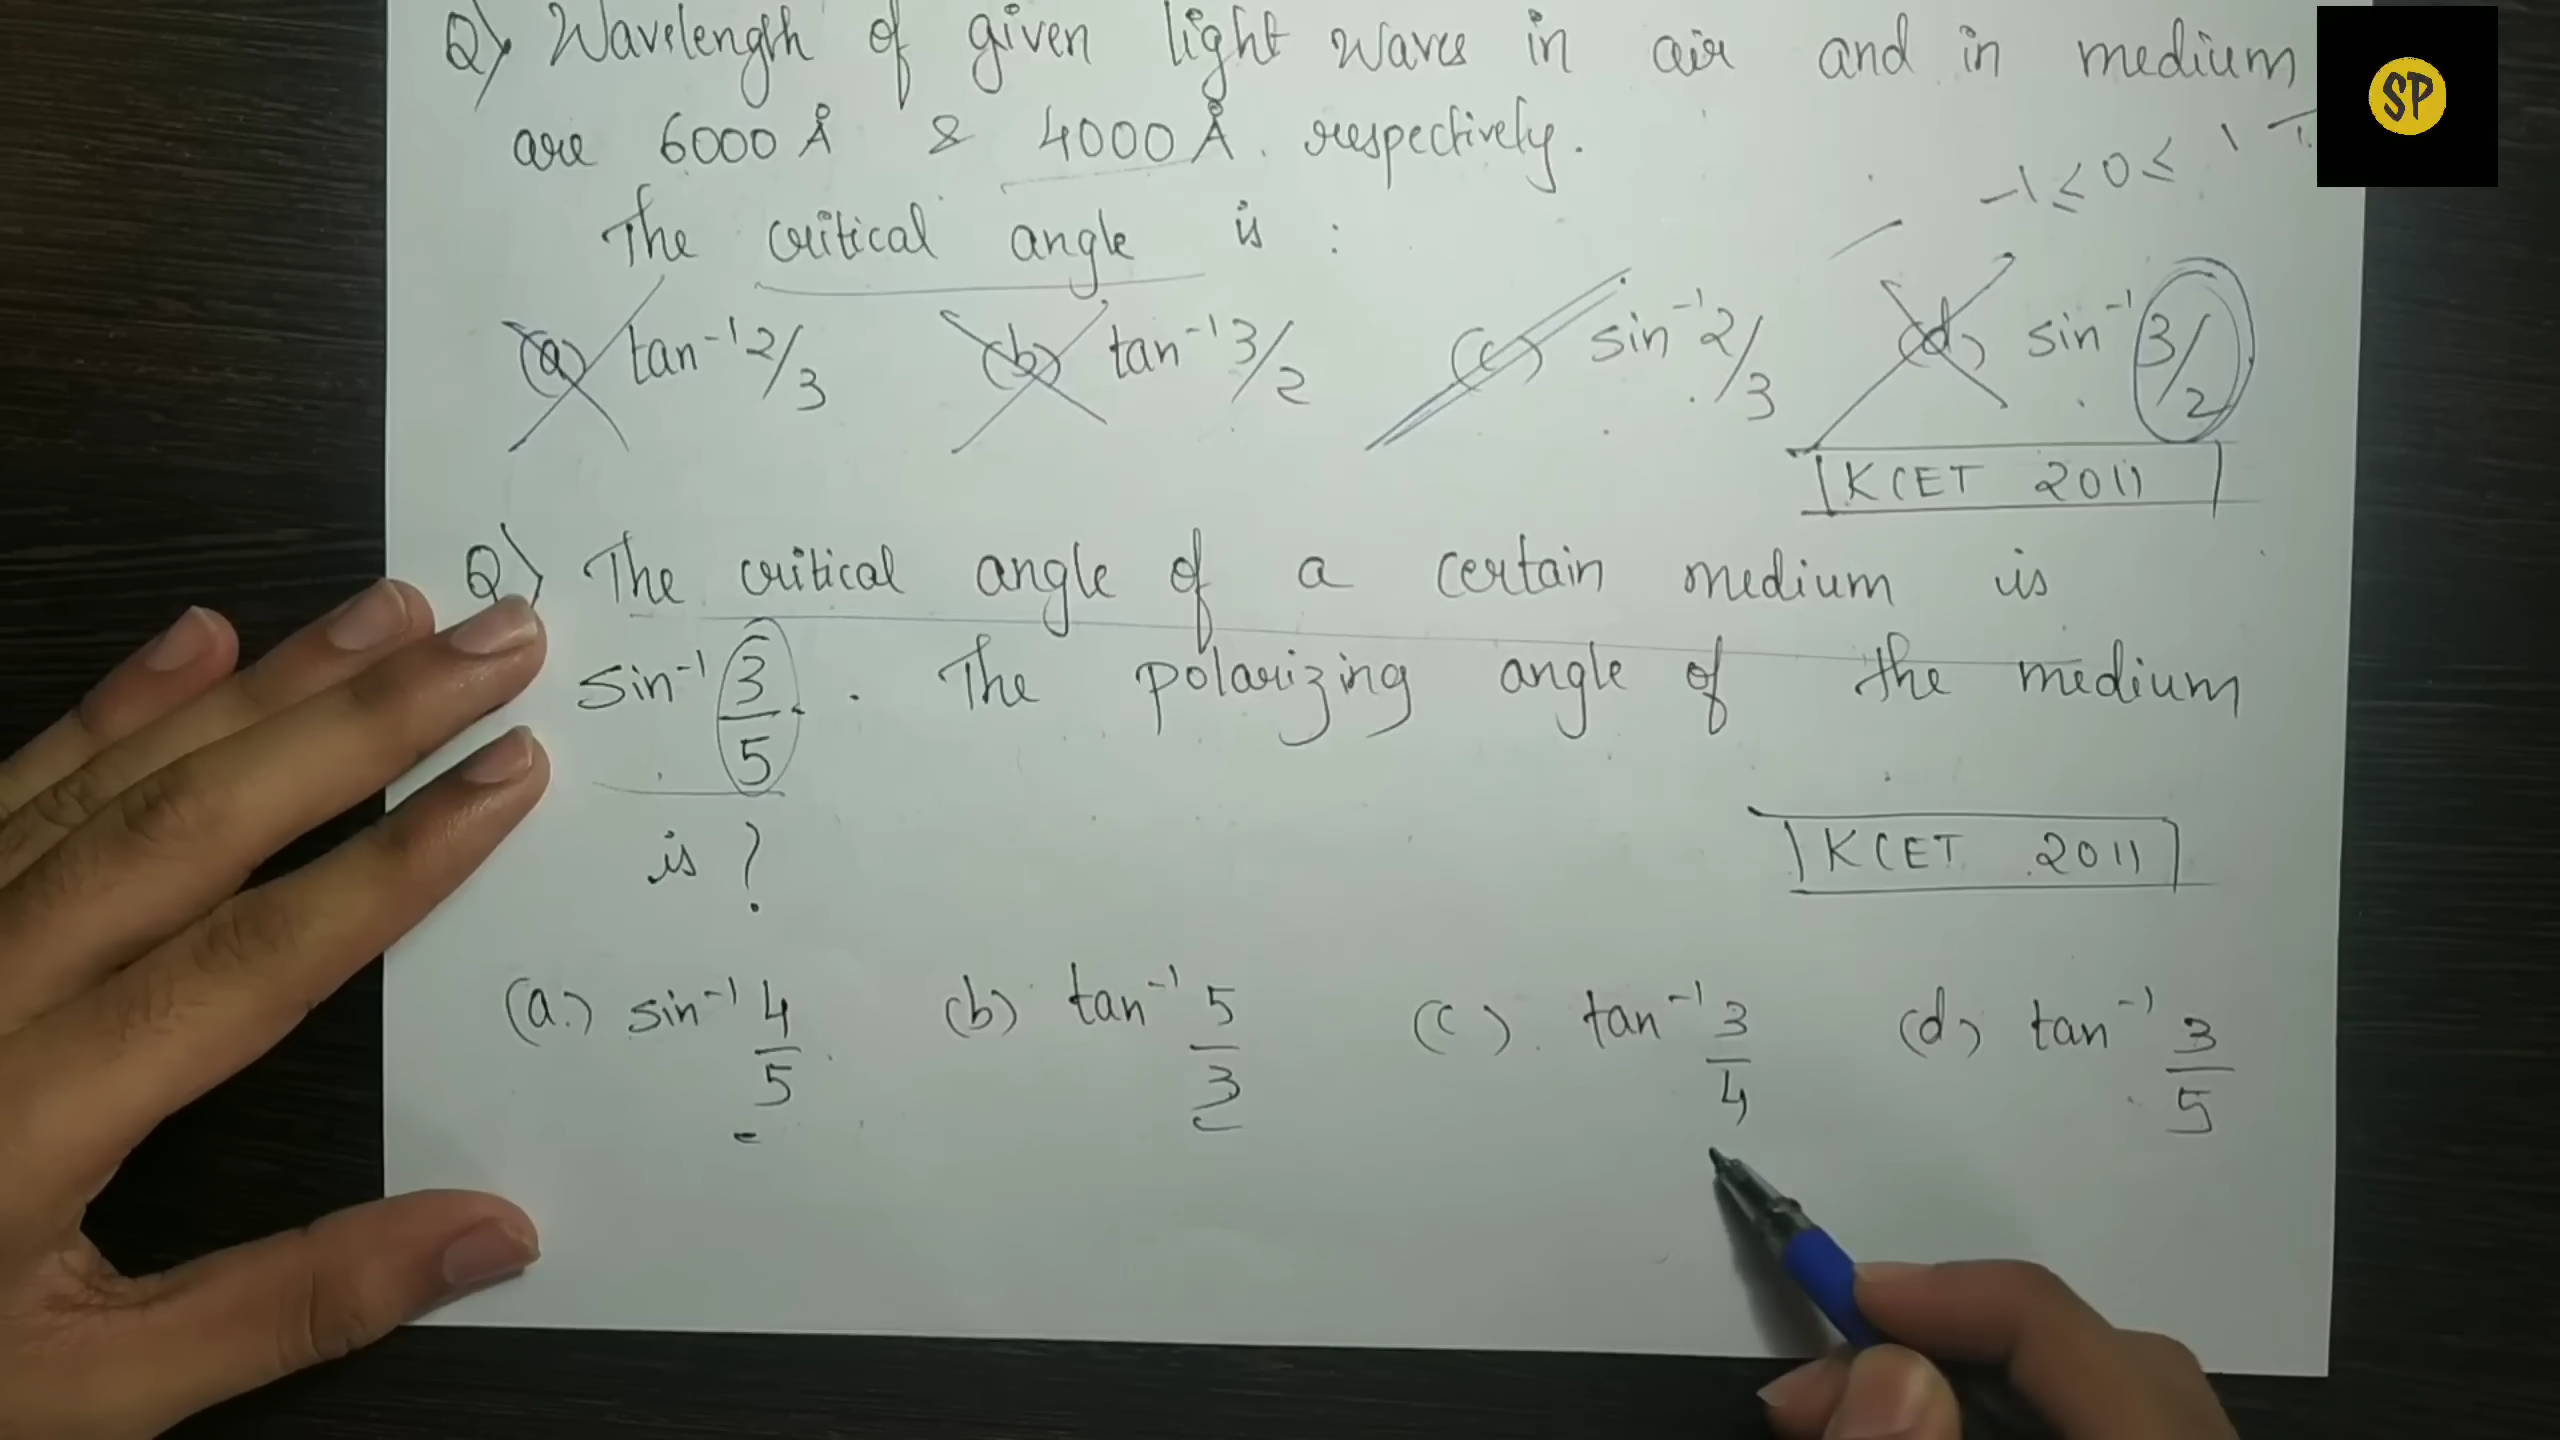 Q) Wavelength of given light waves in air and in medium
are 6000 Å & 4000 Å respectively.
-1 ≤ 0 ≤ 1
The critical angle is :
(a) tan⁻¹ 2/3 (b) tan⁻¹ 3/2 (c) sin⁻¹ 2/3 (d) sin⁻¹ 3/2
KCET 2011
Q) The critical angle of a certain medium is
sin⁻¹ 3/5 . The polarizing angle of the medium
is ?
KCET 2011
(a.) sin⁻¹ 4/5 (b) tan⁻¹ 5/3 (c) tan⁻¹ 3/4 (d) tan⁻¹ 3/5
SP